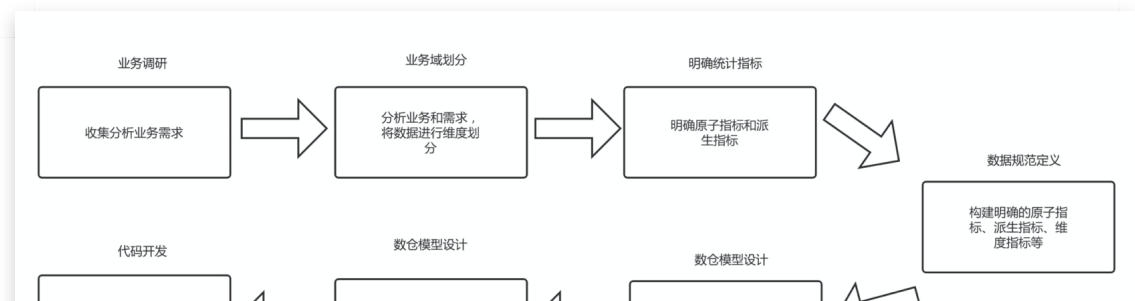 业务调研
业务域划分
明确统计指标
收集分析业务需求
分析业务和需求，
将数据进行维度划
分
明确原子指标和派
生指标
数据规范定义
构建明确的原子指
标、派生指标、维
度指标等
代码开发
数仓模型设计
数仓模型设计